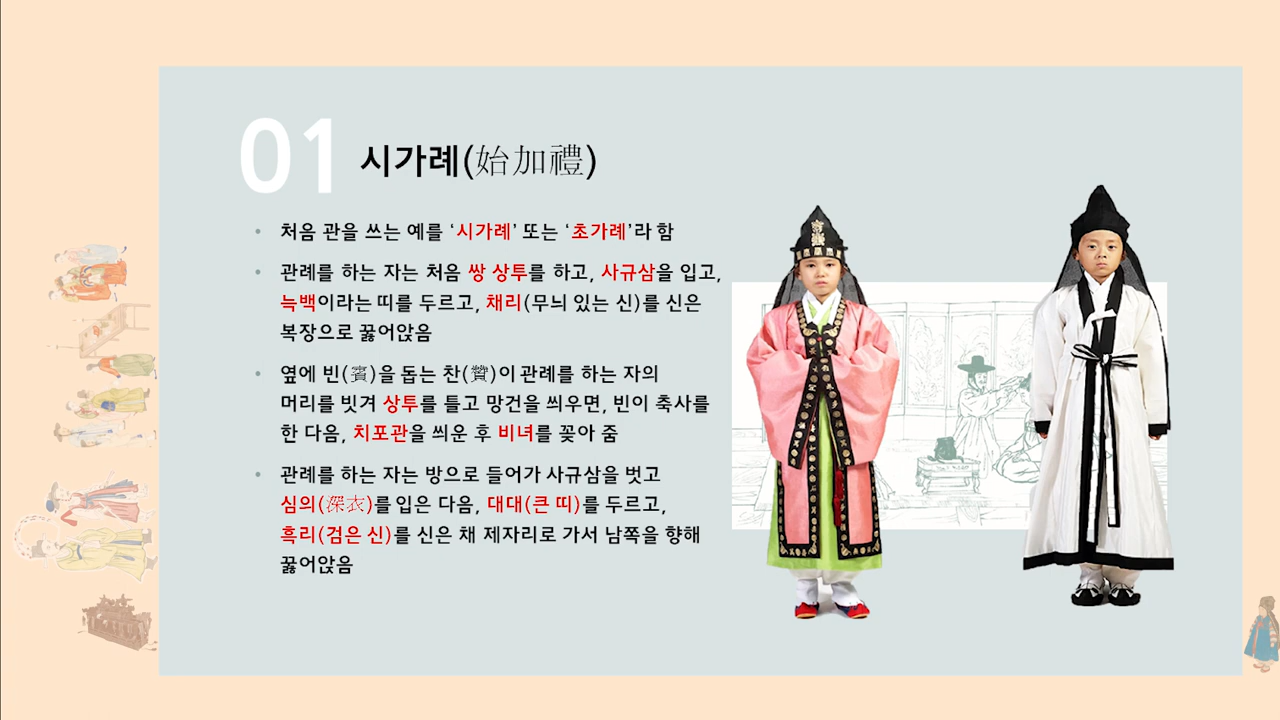 01 시가례(始加禮)
• 처음 관을 쓰는 예를 ‘시가례’ 또는 ‘초가례’라 함
• 관례를 하는 자는 처음 쌍 상투를 하고, 사규삼을 입고,
늑백이라는 띠를 두르고, 채리(무늬 있는 신)를 신은
복장으로 꿇어앉음
• 옆에 빈(賓)을 돕는 찬(贊)이 관례를 하는 자의
머리를 빗겨 상투를 틀고 망건을 씌우면, 빈이 축사를
한 다음, 치포관을 씌운 후 비녀를 꽂아 줌
• 관례를 하는 자는 방으로 들어가 사규삼을 벗고
심의(深衣)를 입은 다음, 대대(큰 띠)를 두르고,
흑리(검은 신)를 신은 채 제자리로 가서 남쪽을 향해
꿇어앉음